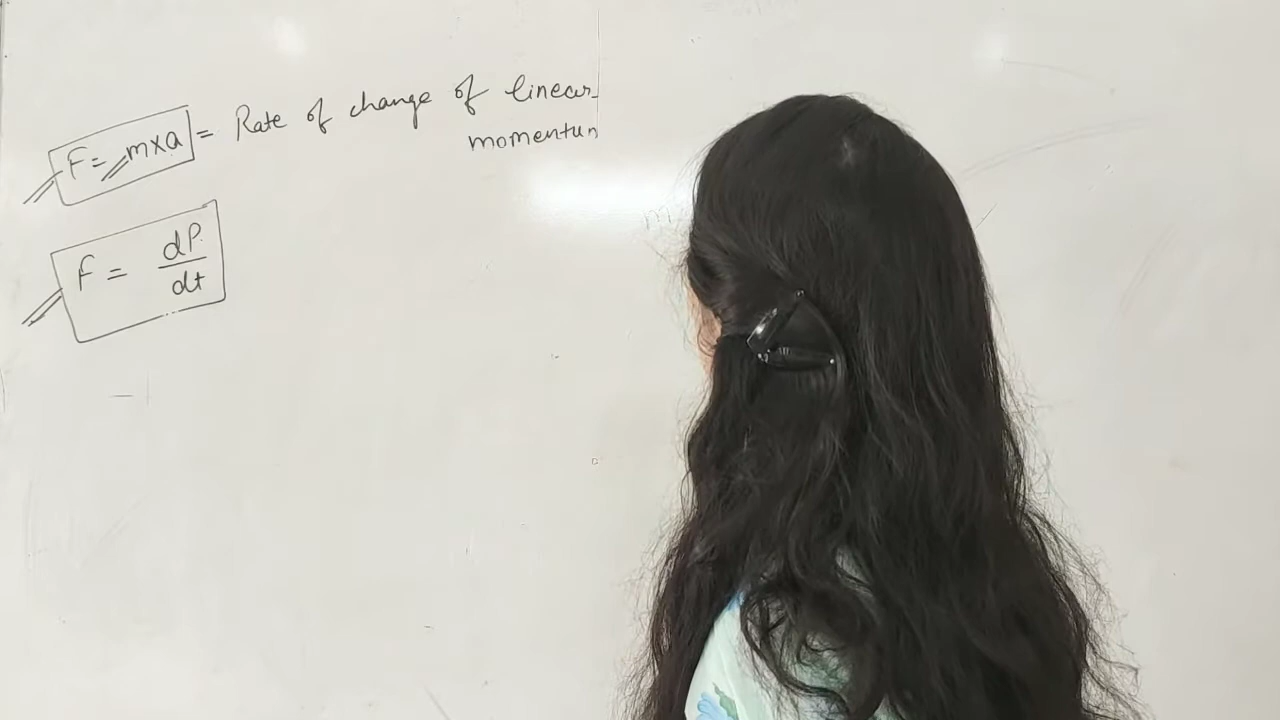 F = m×a = Rate of change of linear
momentum
F = dP/dt